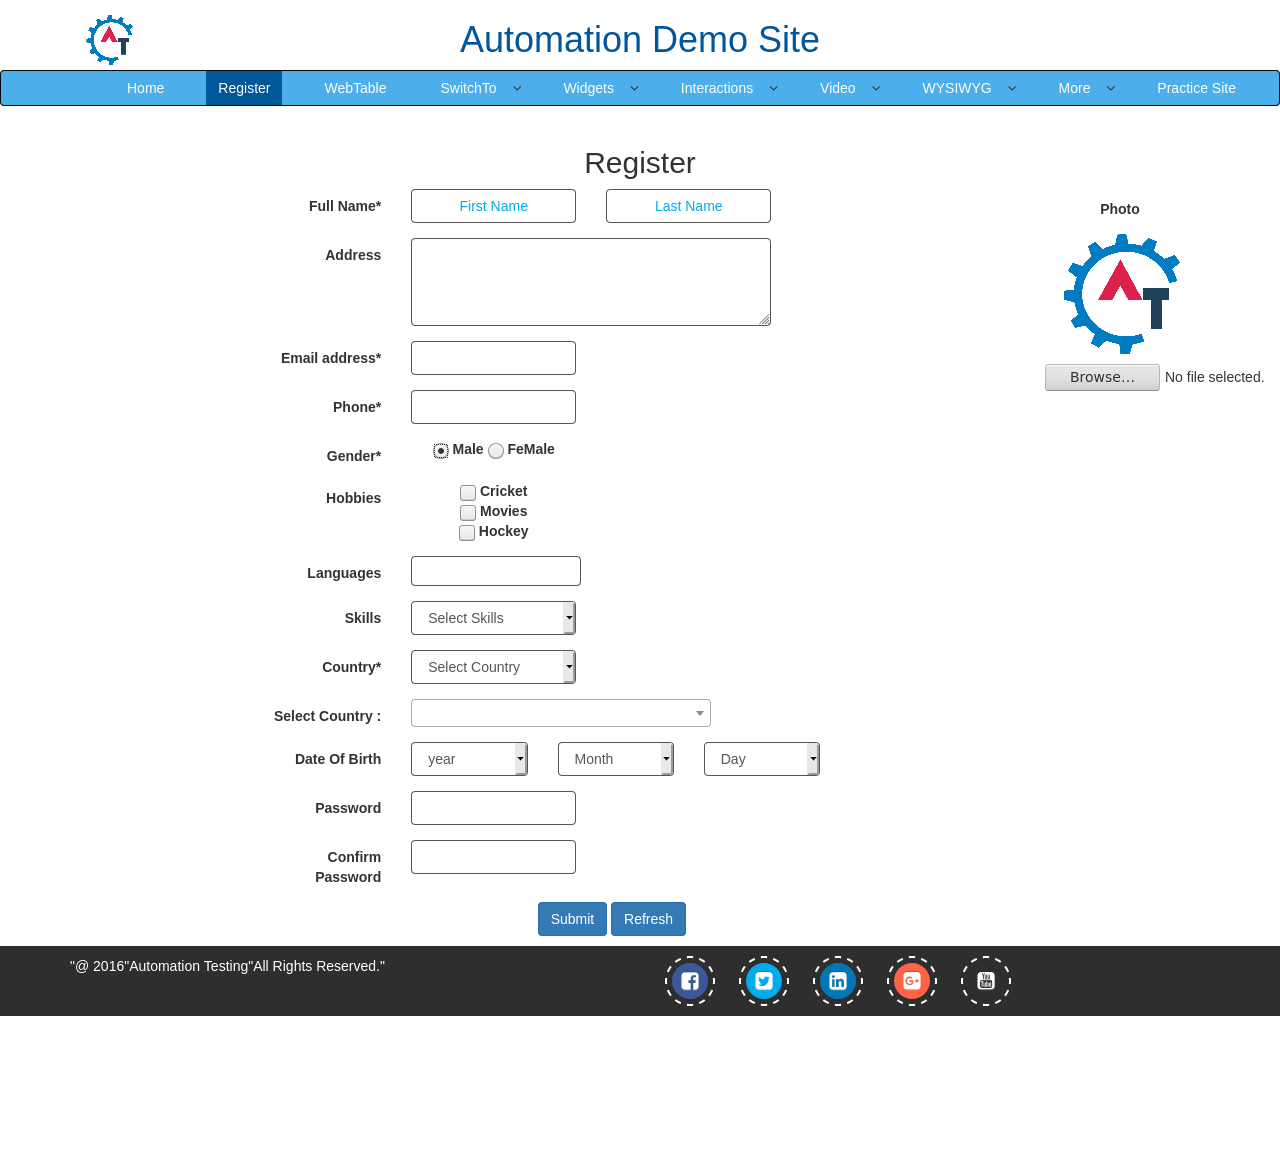 Automation Demo Site
Home Register WebTable SwitchTo Widgets Interactions Video WYSIWYG More Practice Site
Register
Full Name* First Name Last Name
Photo
Address
Email address*
Browse... No file selected.
Phone*
Gender* Male FeMale
Hobbies Cricket
Movies
Hockey
Languages
Skills Select Skills
Country* Select Country
Select Country :
Date Of Birth year Month Day
Password
Confirm
Password
Submit Refresh
"@ 2016"Automation Testing"All Rights Reserved."
You
Tube